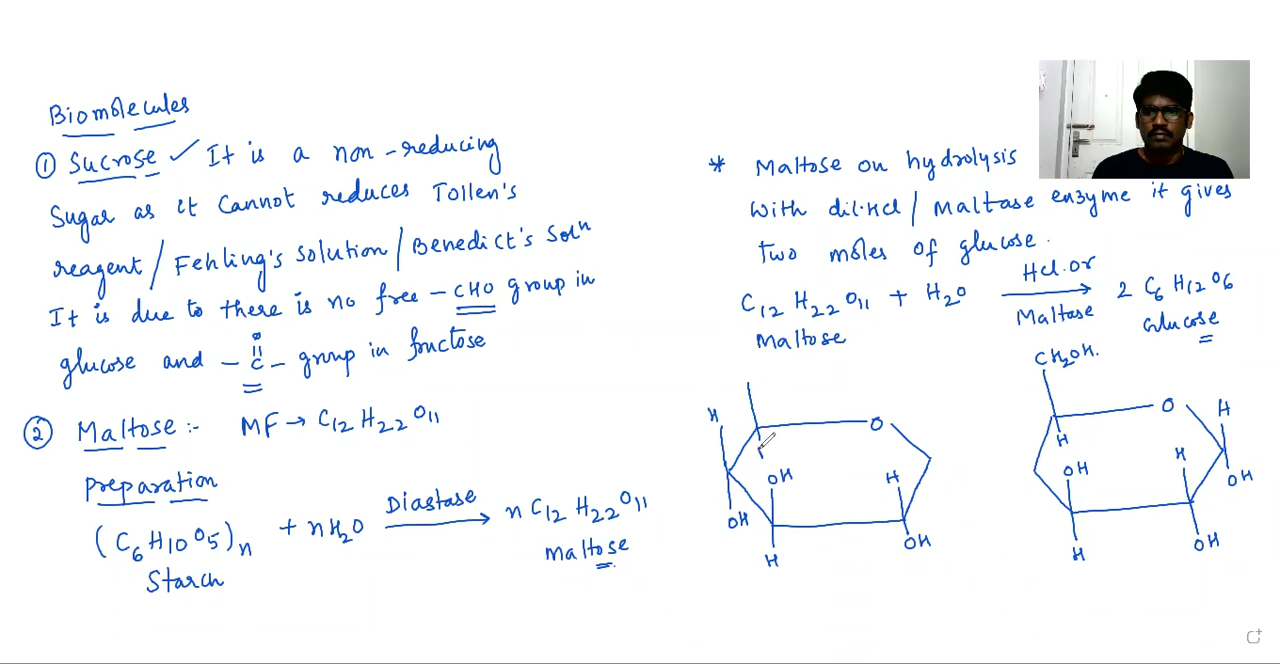 Biomolecules
① Sucrose ✓ It is a non-reducing
Sugar as it Cannot reduces Tollen's
reagent / Fehling's Solution / Benedict's Soln
It is due to there is no free -CHO group in
O
||
glucose and - C - group in fructose
② Maltose :- MF → C12 H22 O11
Preparation
(C6 H10 O5)n + nH2O Diastase → n C12 H22 O11
Starch
Maltose
* Maltose on hydrolysis
With dil.Hcl / Maltase enzyme it gives
two moles of glucose.
C12 H22 O11 + H2O Hcl.or → 2 C6 H12 O6
Maltose
Maltase
Glucose
H
O
OH
H
OH
H
OH
CH2OH.
O
H
H
OH
H
OH
H
OH